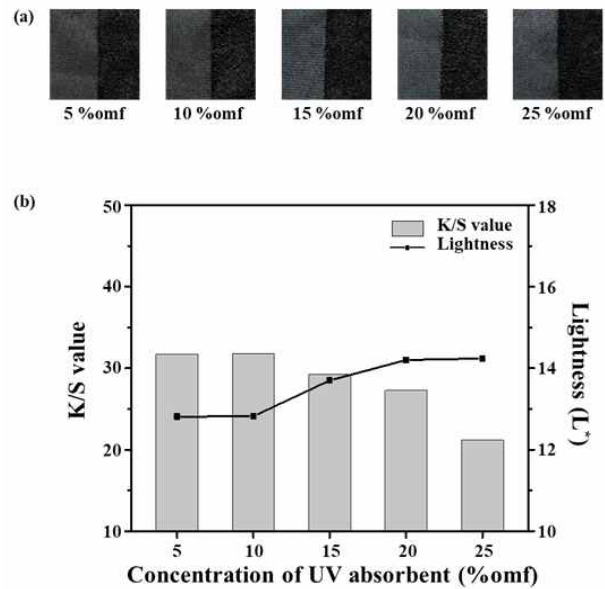 (a)
5 %omf 10 %omf 15 %omf 20 %omf 25 %omf
(b)
50 18
K/S value
Lightness
40 16
30 14
20 12
10 10
K/S value
Lightness (L*)
5 10 15 20 25
Concentration of UV absorbent (%omf)